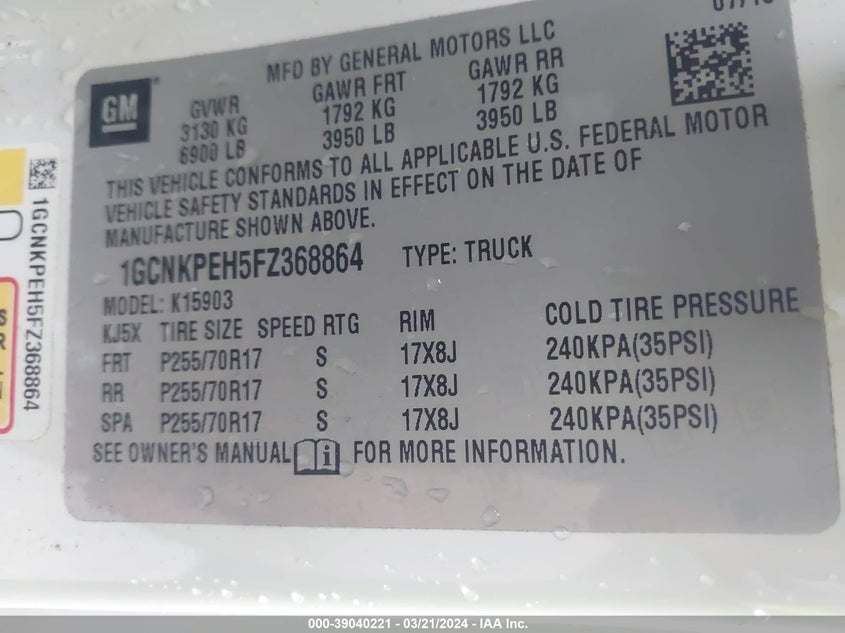 MFD BY GENERAL MOTORS LLC
GM
GVWR GAWR FRT GAWR RR
3130 KG 1792 KG 1792 KG
6900 LB 3950 LB 3950 LB
THIS VEHICLE CONFORMS TO ALL APPLICABLE U.S. FEDERAL MOTOR
VEHICLE SAFETY STANDARDS IN EFFECT ON THE DATE OF
MANUFACTURE SHOWN ABOVE.
1GCNKPEH5FZ368864 TYPE: TRUCK
MODEL: K15903
KJ5X TIRE SIZE SPEED RTG RIM COLD TIRE PRESSURE
FRT P255/70R17 S 17X8J 240KPA(35PSI)
RR P255/70R17 S 17X8J 240KPA(35PSI)
SPA P255/70R17 S 17X8J 240KPA(35PSI)
SEE OWNER'S MANUAL FOR MORE INFORMATION.
1GCNKPEH5FZ368864
000-39040221 - 03/21/2024 - IAA Inc.